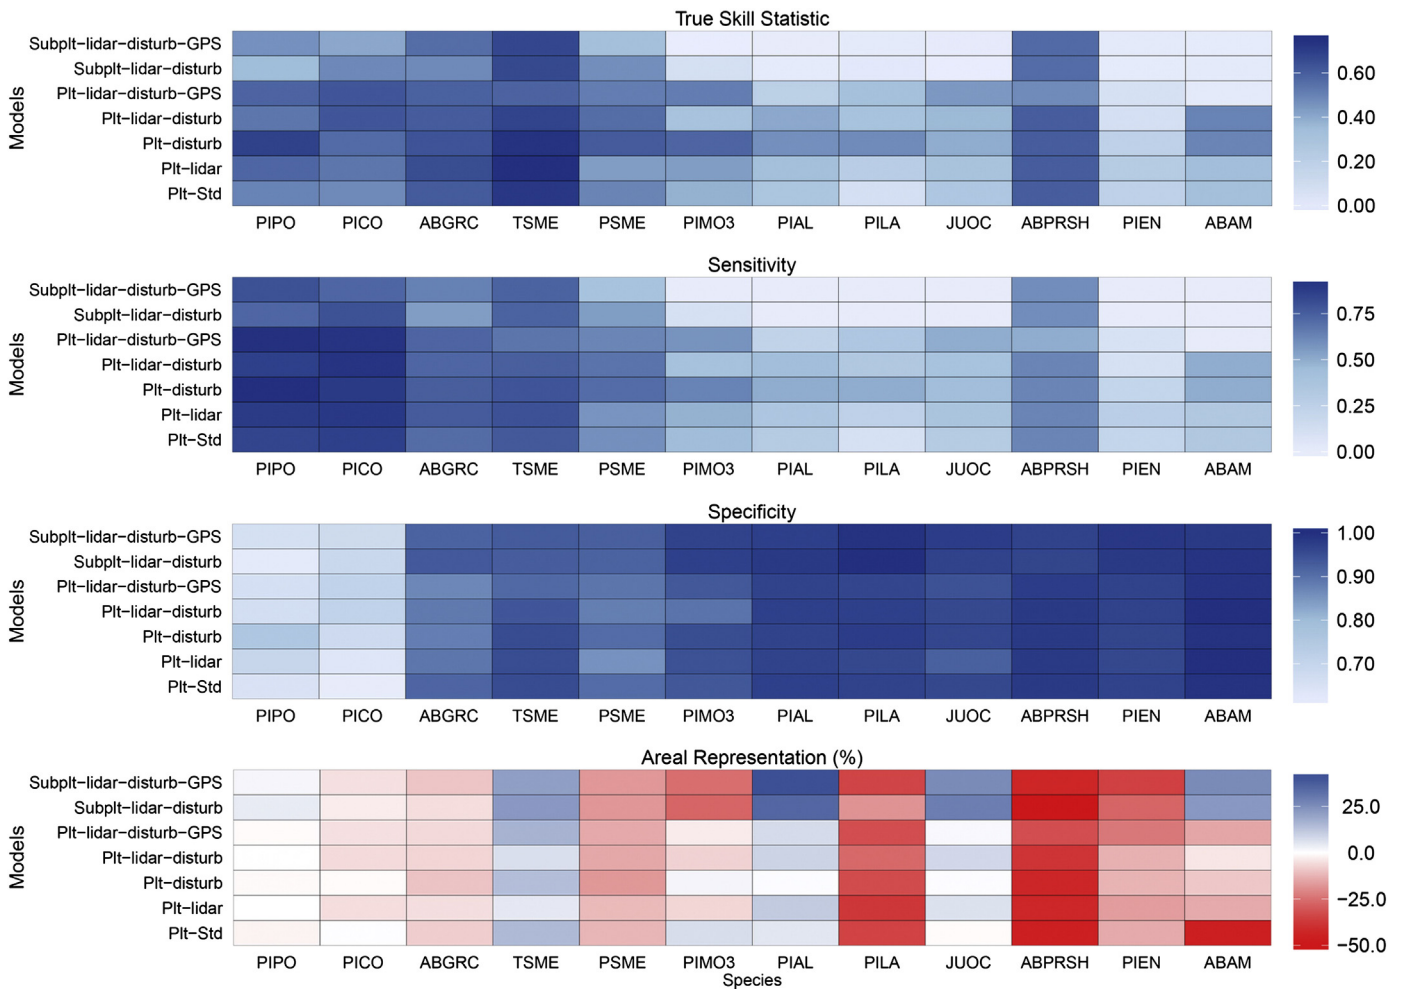 True Skill Statistic
Models
Subplt-lidar-disturb-GPS
Subplt-lidar-disturb
Plt-lidar-disturb-GPS
Plt-lidar-disturb
Plt-disturb
Plt-lidar
Plt-Std
PIPO PICO ABGRC TSME PSME PIMO3 PIAL PILA JUOC ABPRSH PIEN ABAM
0.60
0.40
0.20
0.00
Sensitivity
Models
Subplt-lidar-disturb-GPS
Subplt-lidar-disturb
Plt-lidar-disturb-GPS
Plt-lidar-disturb
Plt-disturb
Plt-lidar
Plt-Std
PIPO PICO ABGRC TSME PSME PIMO3 PIAL PILA JUOC ABPRSH PIEN ABAM
0.75
0.50
0.25
0.00
Specificity
Models
Subplt-lidar-disturb-GPS
Subplt-lidar-disturb
Plt-lidar-disturb-GPS
Plt-lidar-disturb
Plt-disturb
Plt-lidar
Plt-Std
PIPO PICO ABGRC TSME PSME PIMO3 PIAL PILA JUOC ABPRSH PIEN ABAM
1.00
0.90
0.80
0.70
Areal Representation (%)
Models
Subplt-lidar-disturb-GPS
Subplt-lidar-disturb
Plt-lidar-disturb-GPS
Plt-lidar-disturb
Plt-disturb
Plt-lidar
Plt-Std
PIPO PICO ABGRC TSME PSME PIMO3 PIAL PILA JUOC ABPRSH PIEN ABAM
Species
25.0
0.0
−25.0
−50.0